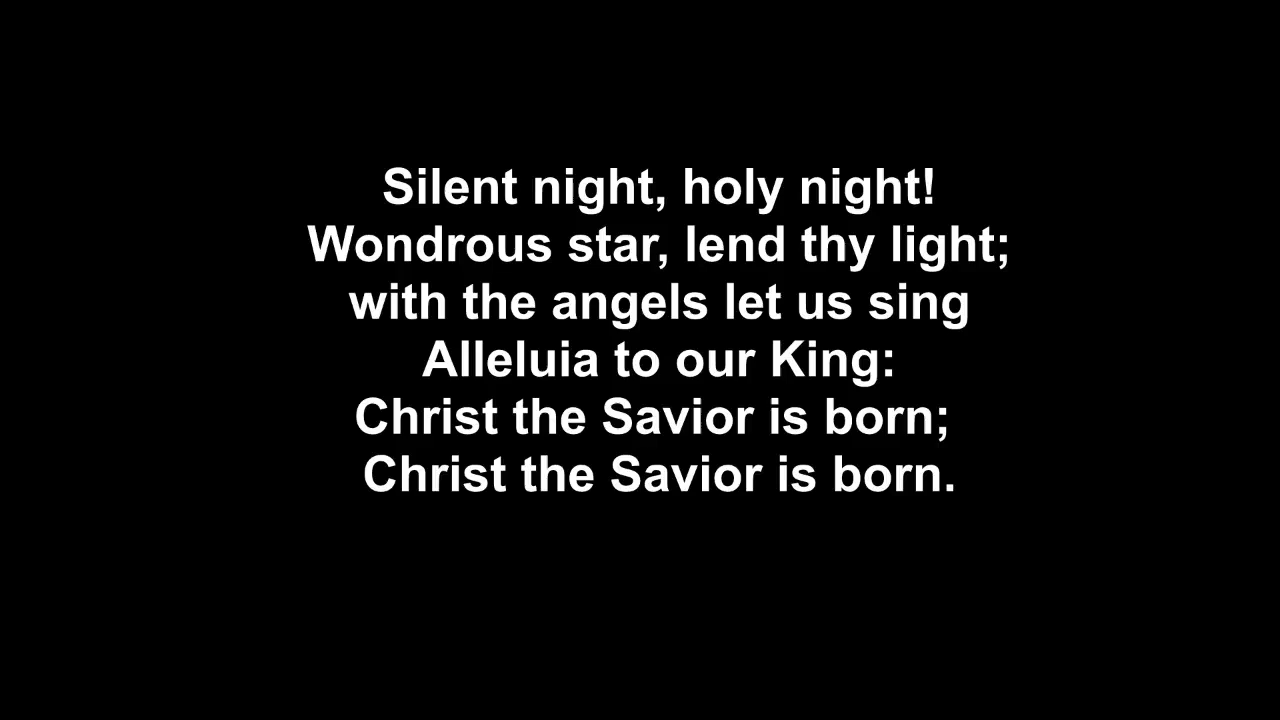 Silent night, holy night!
Wondrous star, lend thy light;
with the angels let us sing
Alleluia to our King:
Christ the Savior is born;
Christ the Savior is born.